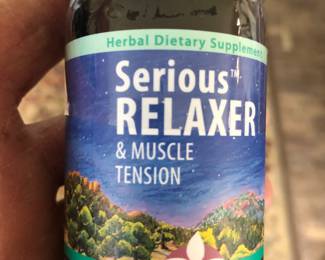 Herbal Dietary Supplement
Serious™
RELAXER
& MUSCLE
TENSION